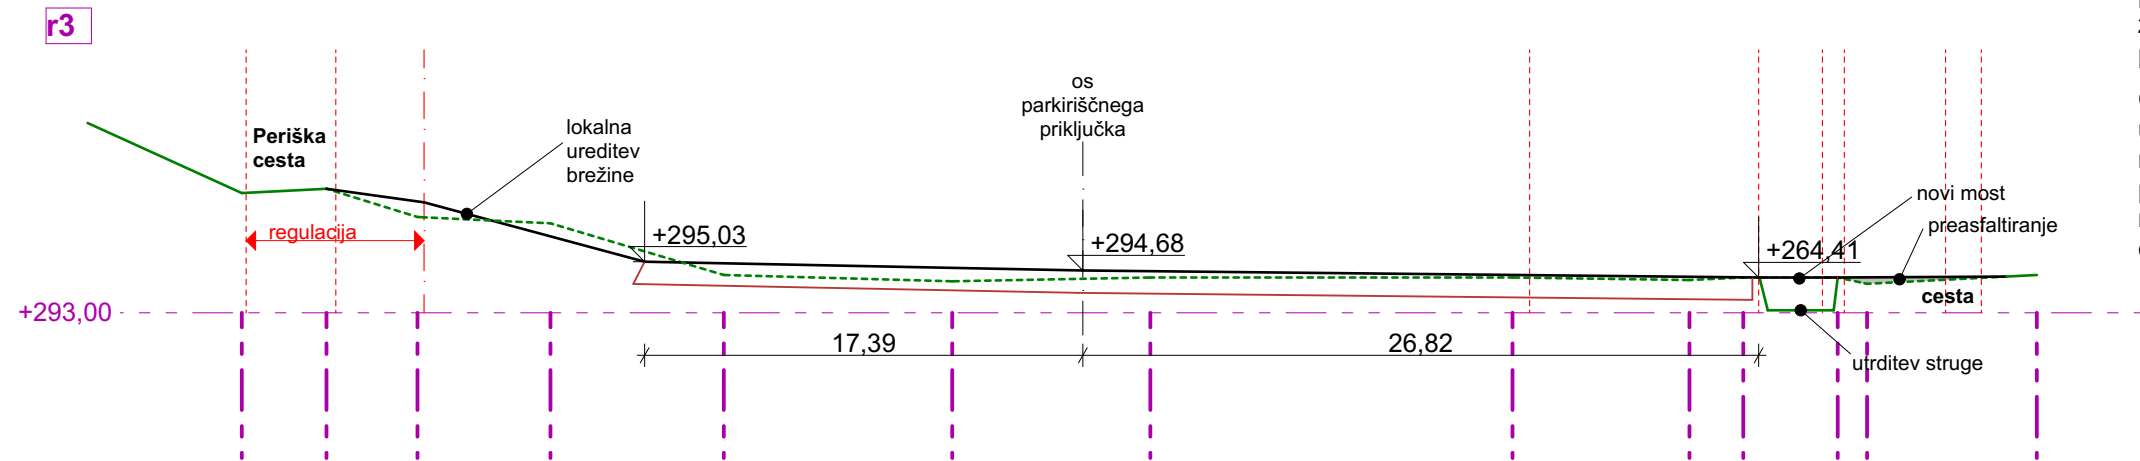 r3
os
parkiriščnega
priključka
Periška
cesta
lokalna
ureditev
brežine
regulacija
+295,03
+294,68
+264,41
novi most
preasfaltiranje
cesta
+293,00
17,39
26,82
utrditev struge